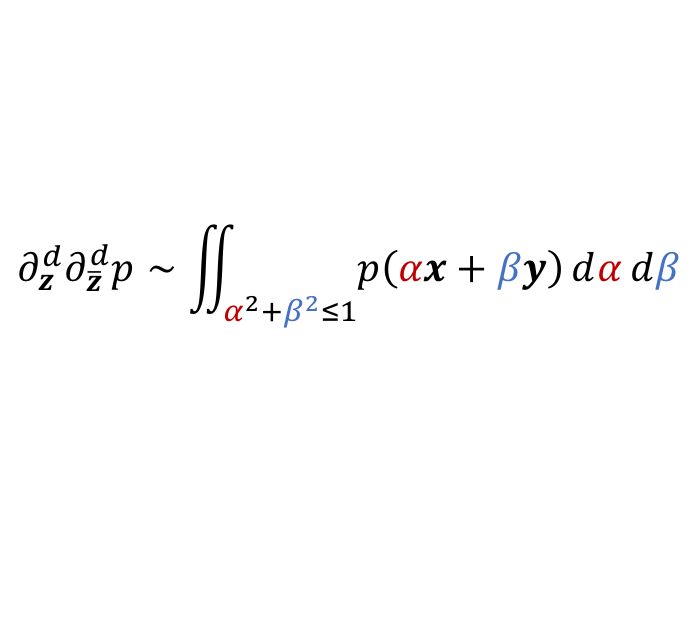 ∂_𝐳^d ∂_𝐳̅^d p ~ ∬_{α²+β²≤1} p(α𝒙 + β𝒚) dα dβ